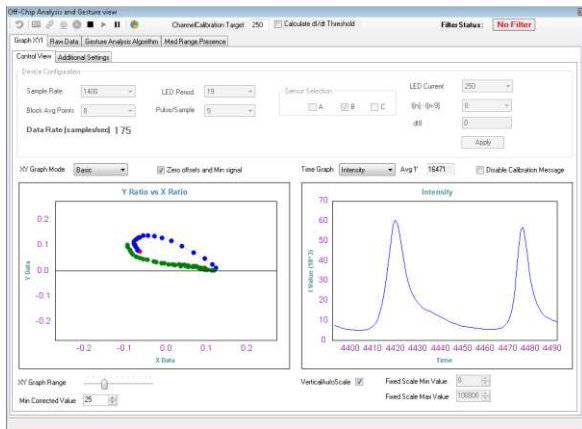 Off-Chip Analysis and Gesture view
ChannelCalibration Target 250 Calculate dI/dt Threshold Filter Status: No Filter
Graph XYI Raw Data Gesture Analysis Algorithm Med Range Presence
Control View Additional Settings
Device Configuration
Sample Rate 1400 LED Period 19 Sensor Selection LED Current 250
A B C
Block Avg Points 8 Pulse/Sample 5 I[n] - I[n-9] 8
Data Rate [samples/sec] 175 dI8 0
Apply
XY Graph Mode Basic Zero offsets and Min signal Time Graph Intensity Avg 'I' 16471 Disable Calibration Message
Y Ratio vs X Ratio
0.2
0.1
0.0
-0.1
-0.2
Y Data
-0.2 -0.1 0.0 0.1 0.2
X Data
Intensity
70
60
50
40
30
20
10
0
I Value (10^3)
4400 4410 4420 4430 4440 4450 4460 4470 4480 4490
Time
XY Graph Range
Min Corrected Value 25
VerticalAutoScale Fixed Scale Min Value 0
Fixed Scale Max Value 100000